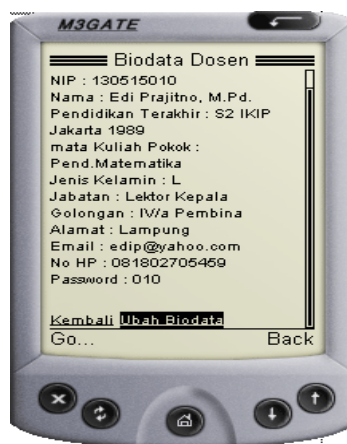 M3GATE
Biodata Dosen
NIP : 130515010
Nama : Edi Prajitno, M.Pd.
Pendidikan Terakhir : S2 IKIP
Jakarta 1989
mata Kuliah Pokok :
Pend.Matematika
Jenis Kelamin : L
Jabatan : Lektor Kepala
Golongan : IV/a Pembina
Alamat : Lampung
Email : edip@yahoo.com
No HP : 081802705459
Password : 010
Kembali Ubah Biodata
Go... Back